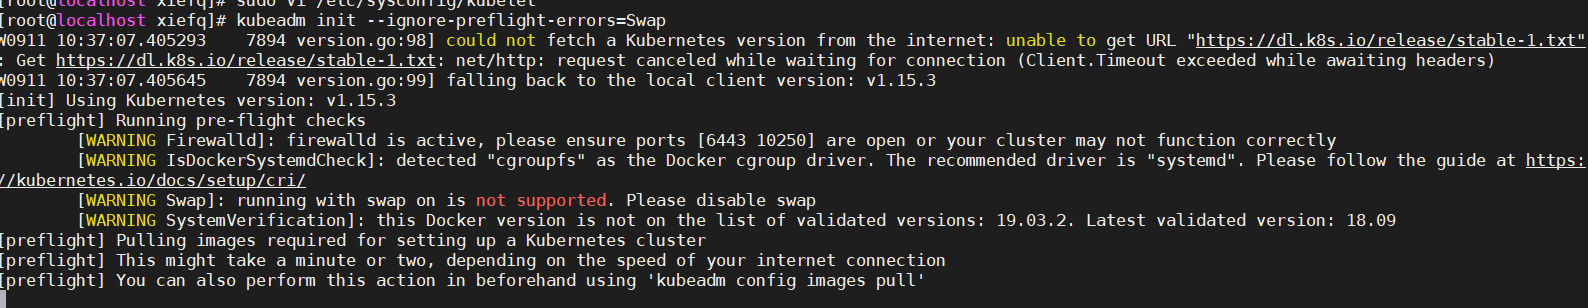 [root@localhost xiefq]# sudo vi /etc/sysconfig/kubelet
[root@localhost xiefq]# kubeadm init --ignore-preflight-errors=Swap
W0911 10:37:07.405293    7894 version.go:98] could not fetch a Kubernetes version from the internet: unable to get URL "https://dl.k8s.io/release/stable-1.txt"
: Get https://dl.k8s.io/release/stable-1.txt: net/http: request canceled while waiting for connection (Client.Timeout exceeded while awaiting headers)
W0911 10:37:07.405645    7894 version.go:99] falling back to the local client version: v1.15.3
[init] Using Kubernetes version: v1.15.3
[preflight] Running pre-flight checks
        [WARNING Firewalld]: firewalld is active, please ensure ports [6443 10250] are open or your cluster may not function correctly
        [WARNING IsDockerSystemdCheck]: detected "cgroupfs" as the Docker cgroup driver. The recommended driver is "systemd". Please follow the guide at https:
//kubernetes.io/docs/setup/cri/
        [WARNING Swap]: running with swap on is not supported. Please disable swap
        [WARNING SystemVerification]: this Docker version is not on the list of validated versions: 19.03.2. Latest validated version: 18.09
[preflight] Pulling images required for setting up a Kubernetes cluster
[preflight] This might take a minute or two, depending on the speed of your internet connection
[preflight] You can also perform this action in beforehand using 'kubeadm config images pull'